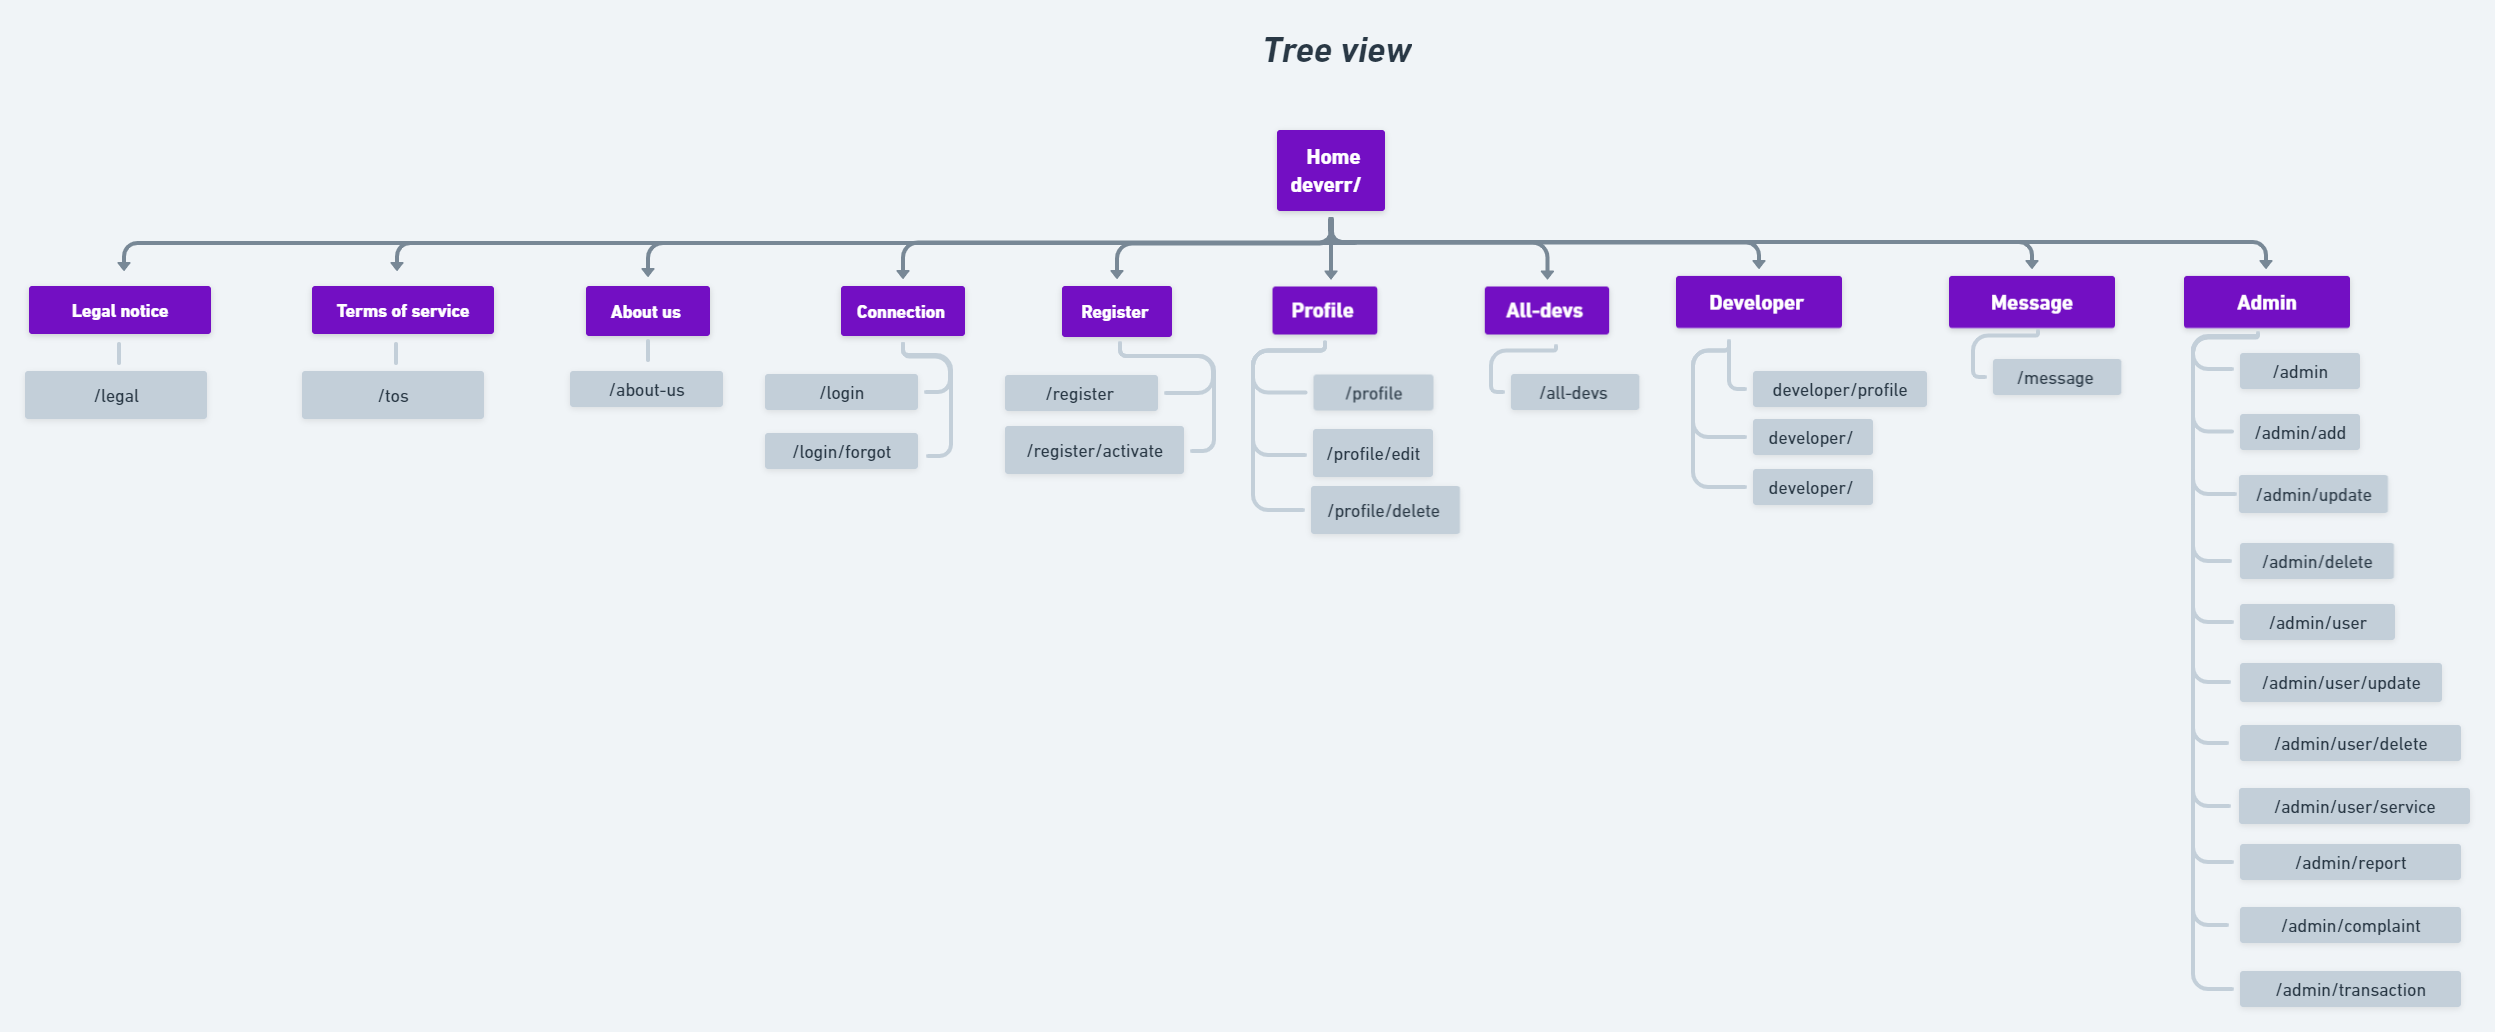 Tree view
Home
deverr/
Legal notice
/legal
Terms of service
/tos
About us
/about-us
Connection
/login
/login/forgot
Register
/register
/register/activate
Profile
/profile
/profile/edit
/profile/delete
All-devs
/all-devs
Developer
developer/profile
developer/
developer/
Message
/message
Admin
/admin
/admin/add
/admin/update
/admin/delete
/admin/user
/admin/user/update
/admin/user/delete
/admin/user/service
/admin/report
/admin/complaint
/admin/transaction